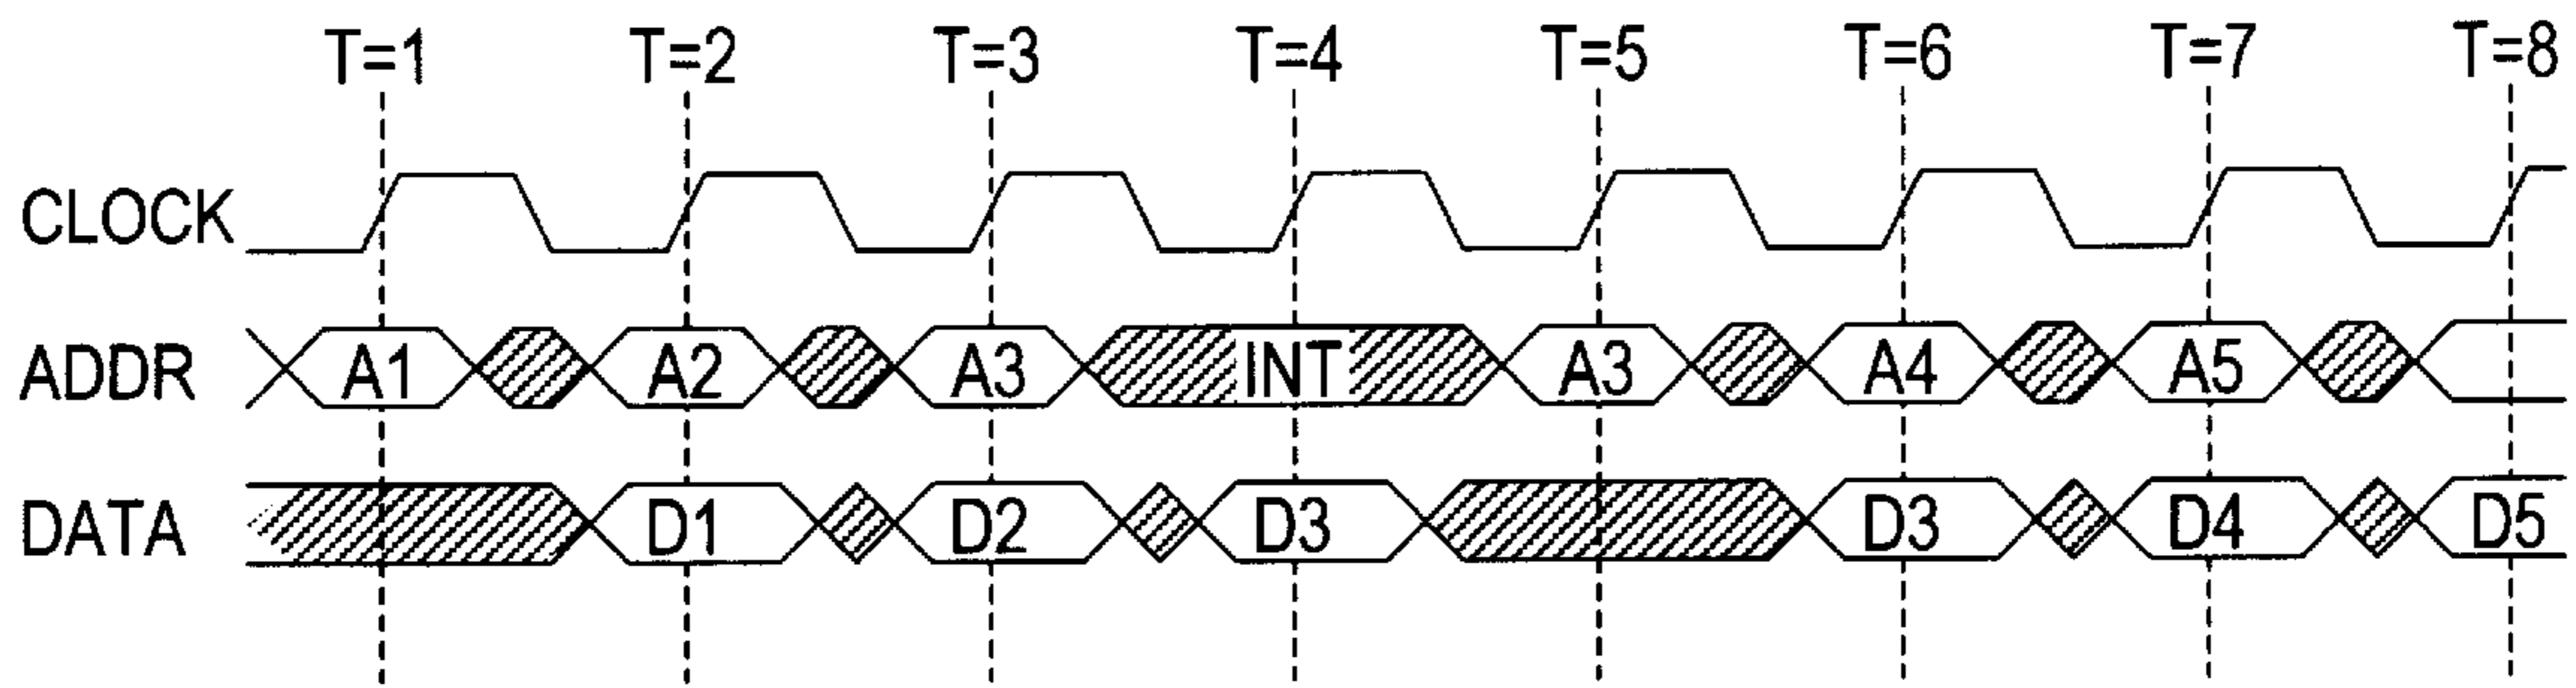 T=1 T=2 T=3 T=4 T=5 T=6 T=7 T=8
CLOCK
ADDR A1 A2 A3 INT A3 A4 A5
DATA D1 D2 D3 D3 D4 D5